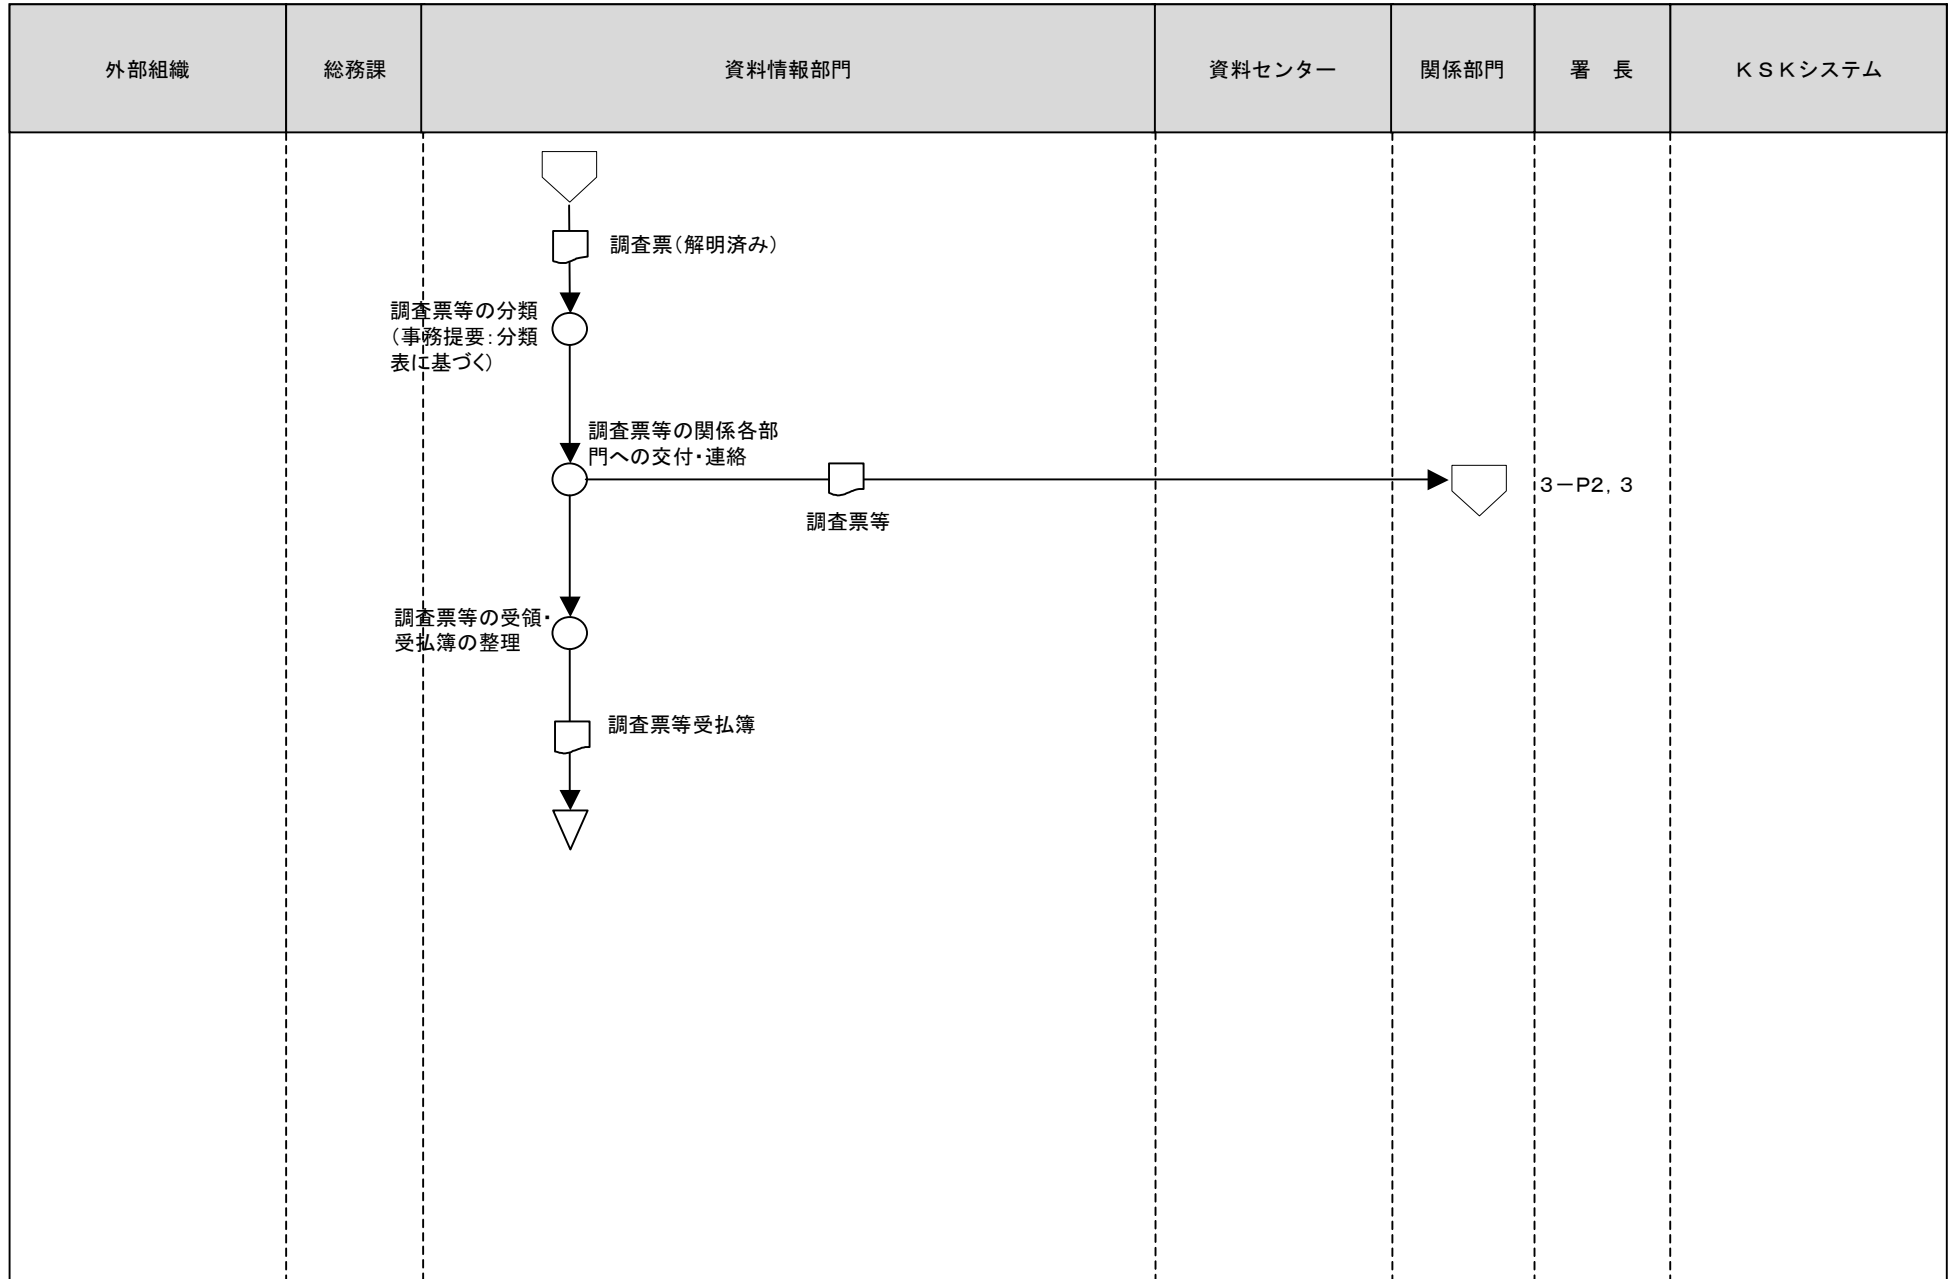 外部組織
総務課
資料情報部門
資料センター
関係部門
署　長
ＫＳＫシステム
調査票(解明済み)
調査票等の分類
(事務提要:分類
表に基づく)
調査票等の関係各部
門への交付・連絡
3－P2, 3
調査票等
調査票等の受領・
受払簿の整理
調査票等受払簿